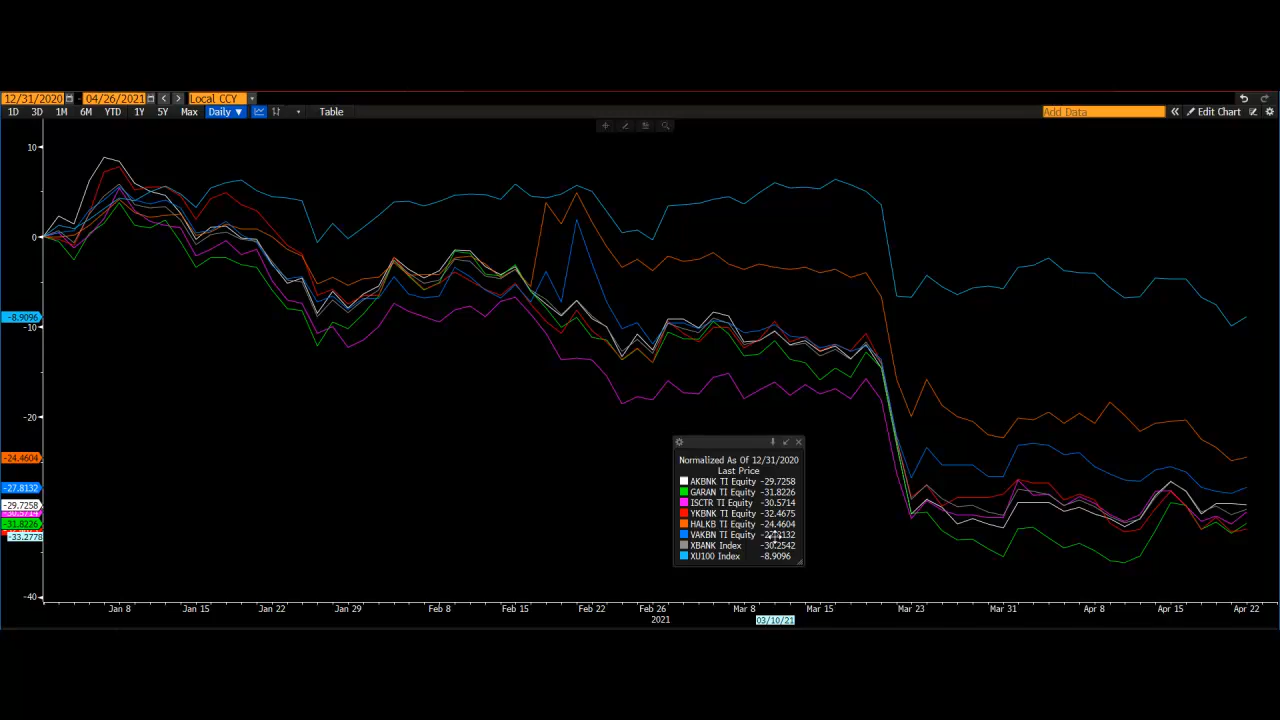 12/31/2020 - 04/26/2021 Local CCY
1D 3D 1M 6M YTD 1Y 5Y Max Daily ▼ Table Add Data « Edit Chart
10
0
-8.9096
-10
-20
-24.4604
-27.8132
-29.7258
-30.5714
-31.8226
-33.2778
-40
Normalized As Of 12/31/2020
Last Price
AKBNK TI Equity -29.7258
GARAN TI Equity -31.8226
ISCTR TI Equity -30.5714
YKBNK TI Equity -32.4675
HALKB TI Equity -24.4604
VAKBN TI Equity -27.8132
XBANK Index -30.2542
XU100 Index -8.9096
Jan 8 Jan 15 Jan 22 Jan 29 Feb 8 Feb 15 Feb 22 Feb 26 Mar 8 Mar 15 Mar 23 Mar 31 Apr 8 Apr 15 Apr 22
2021 03/10/21